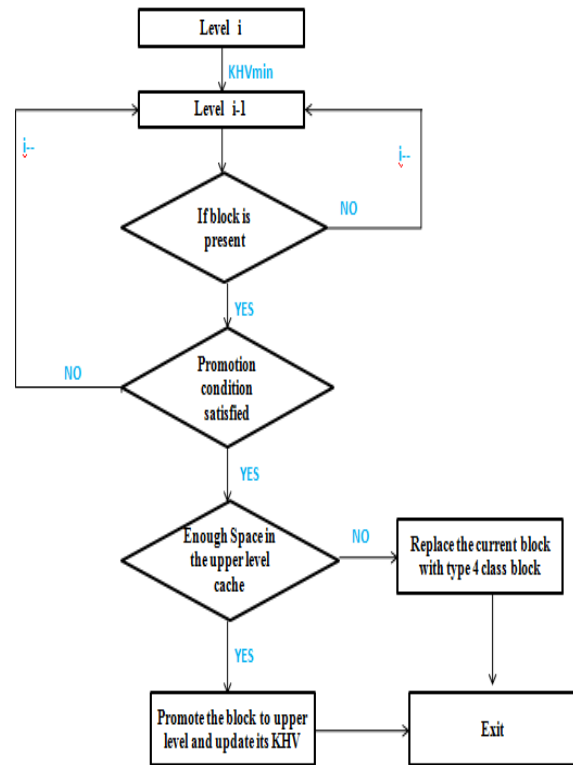 Level i
KHVmin
Level i-1
i--
i--
If block is
present
NO
YES
Promotion
condition
satisfied
NO
YES
Enough Space in
the upper level
cache
NO
Replace the current block
with type 4 class block
YES
Promote the block to upper
level and update its KHV
Exit